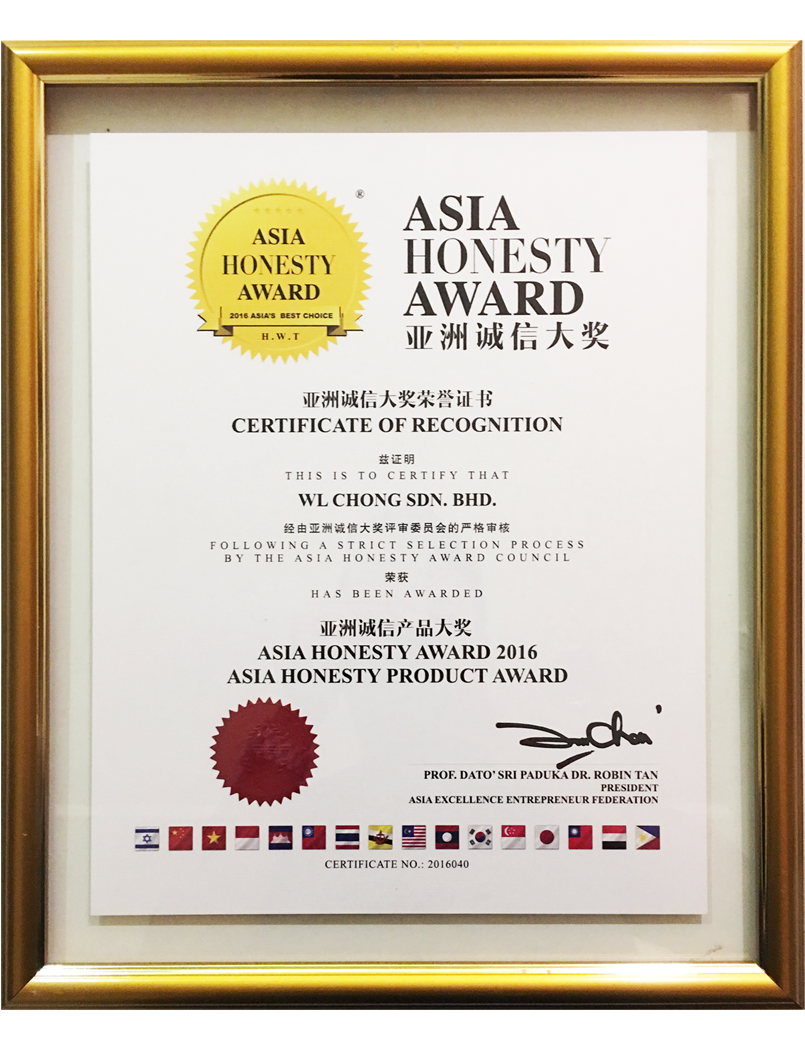 ®
ASIA
HONESTY
AWARD
2016 ASIA'S BEST CHOICE
H.W.T
ASIA
HONESTY
AWARD
亚洲诚信大奖
亚洲诚信大奖荣誉证书
CERTIFICATE OF RECOGNITION
兹证明
THIS IS TO CERTIFY THAT
WL CHONG SDN. BHD.
经由亚洲诚信大奖评审委员会的严格审核
FOLLOWING A STRICT SELECTION PROCESS
BY THE ASIA HONESTY AWARD COUNCIL
荣获
HAS BEEN AWARDED
亚洲诚信产品大奖
ASIA HONESTY AWARD 2016
ASIA HONESTY PRODUCT AWARD
PROF. DATO' SRI PADUKA DR. ROBIN TAN
PRESIDENT
ASIA EXCELLENCE ENTREPRENEUR FEDERATION
CERTIFICATE NO.: 2016040